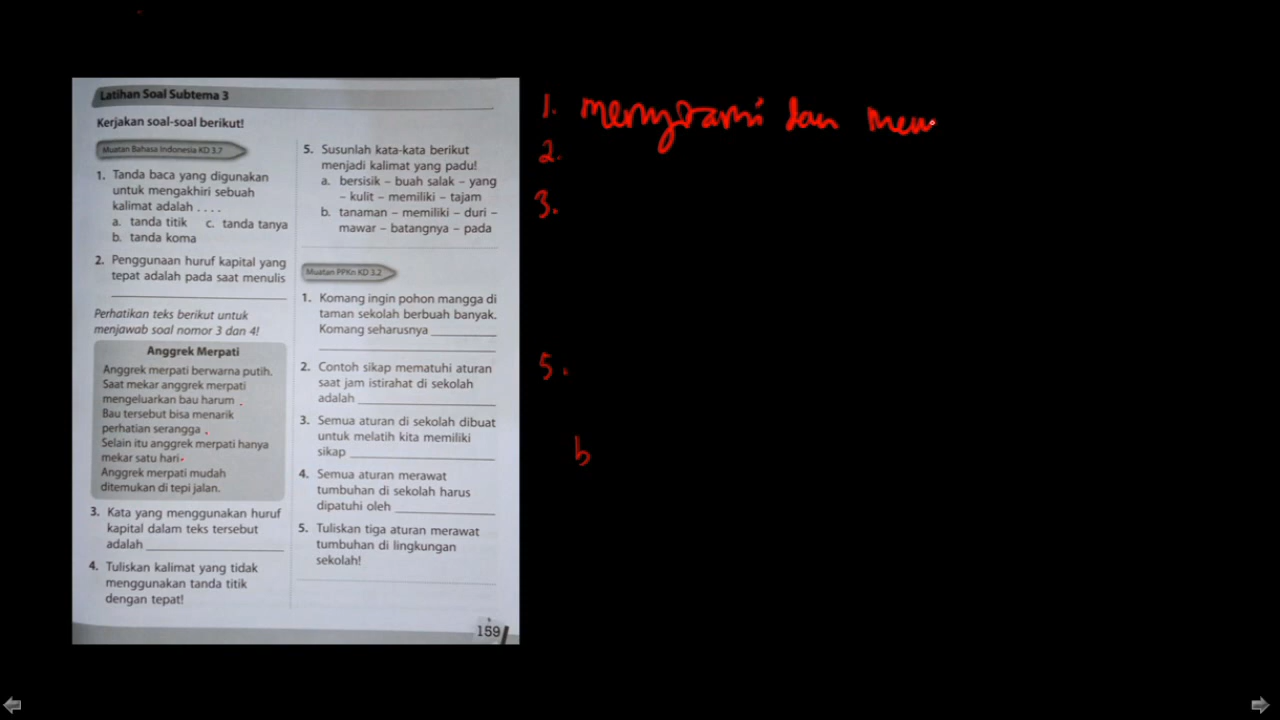 Latihan Soal Subtema 3
Kerjakan soal-soal berikut!
Muatan Bahasa Indonesia KD 3.7
1. Tanda baca yang digunakan
untuk mengakhiri sebuah
kalimat adalah . . . .
a. tanda titik c. tanda tanya
b. tanda koma
2. Penggunaan huruf kapital yang
tepat adalah pada saat menulis
Perhatikan teks berikut untuk
menjawab soal nomor 3 dan 4!
Anggrek Merpati
Anggrek merpati berwarna putih.
Saat mekar anggrek merpati
mengeluarkan bau harum .
Bau tersebut bisa menarik
perhatian serangga .
Selain itu anggrek merpati hanya
mekar satu hari.
Anggrek merpati mudah
ditemukan di tepi jalan.
3. Kata yang menggunakan huruf
kapital dalam teks tersebut
adalah
4. Tuliskan kalimat yang tidak
menggunakan tanda titik
dengan tepat!
5. Susunlah kata-kata berikut
menjadi kalimat yang padu!
a. bersisik – buah salak – yang
– kulit – memiliki – tajam
b. tanaman – memiliki – duri –
mawar – batangnya – pada
Muatan PPKn KD 3.2
1. Komang ingin pohon mangga di
taman sekolah berbuah banyak.
Komang seharusnya
2. Contoh sikap mematuhi aturan
saat jam istirahat di sekolah
adalah
3. Semua aturan di sekolah dibuat
untuk melatih kita memiliki
sikap
4. Semua aturan merawat
tumbuhan di sekolah harus
dipatuhi oleh
5. Tuliskan tiga aturan merawat
tumbuhan di lingkungan
sekolah!
159
1. menyirami dan mem
2.
3.
5.
b